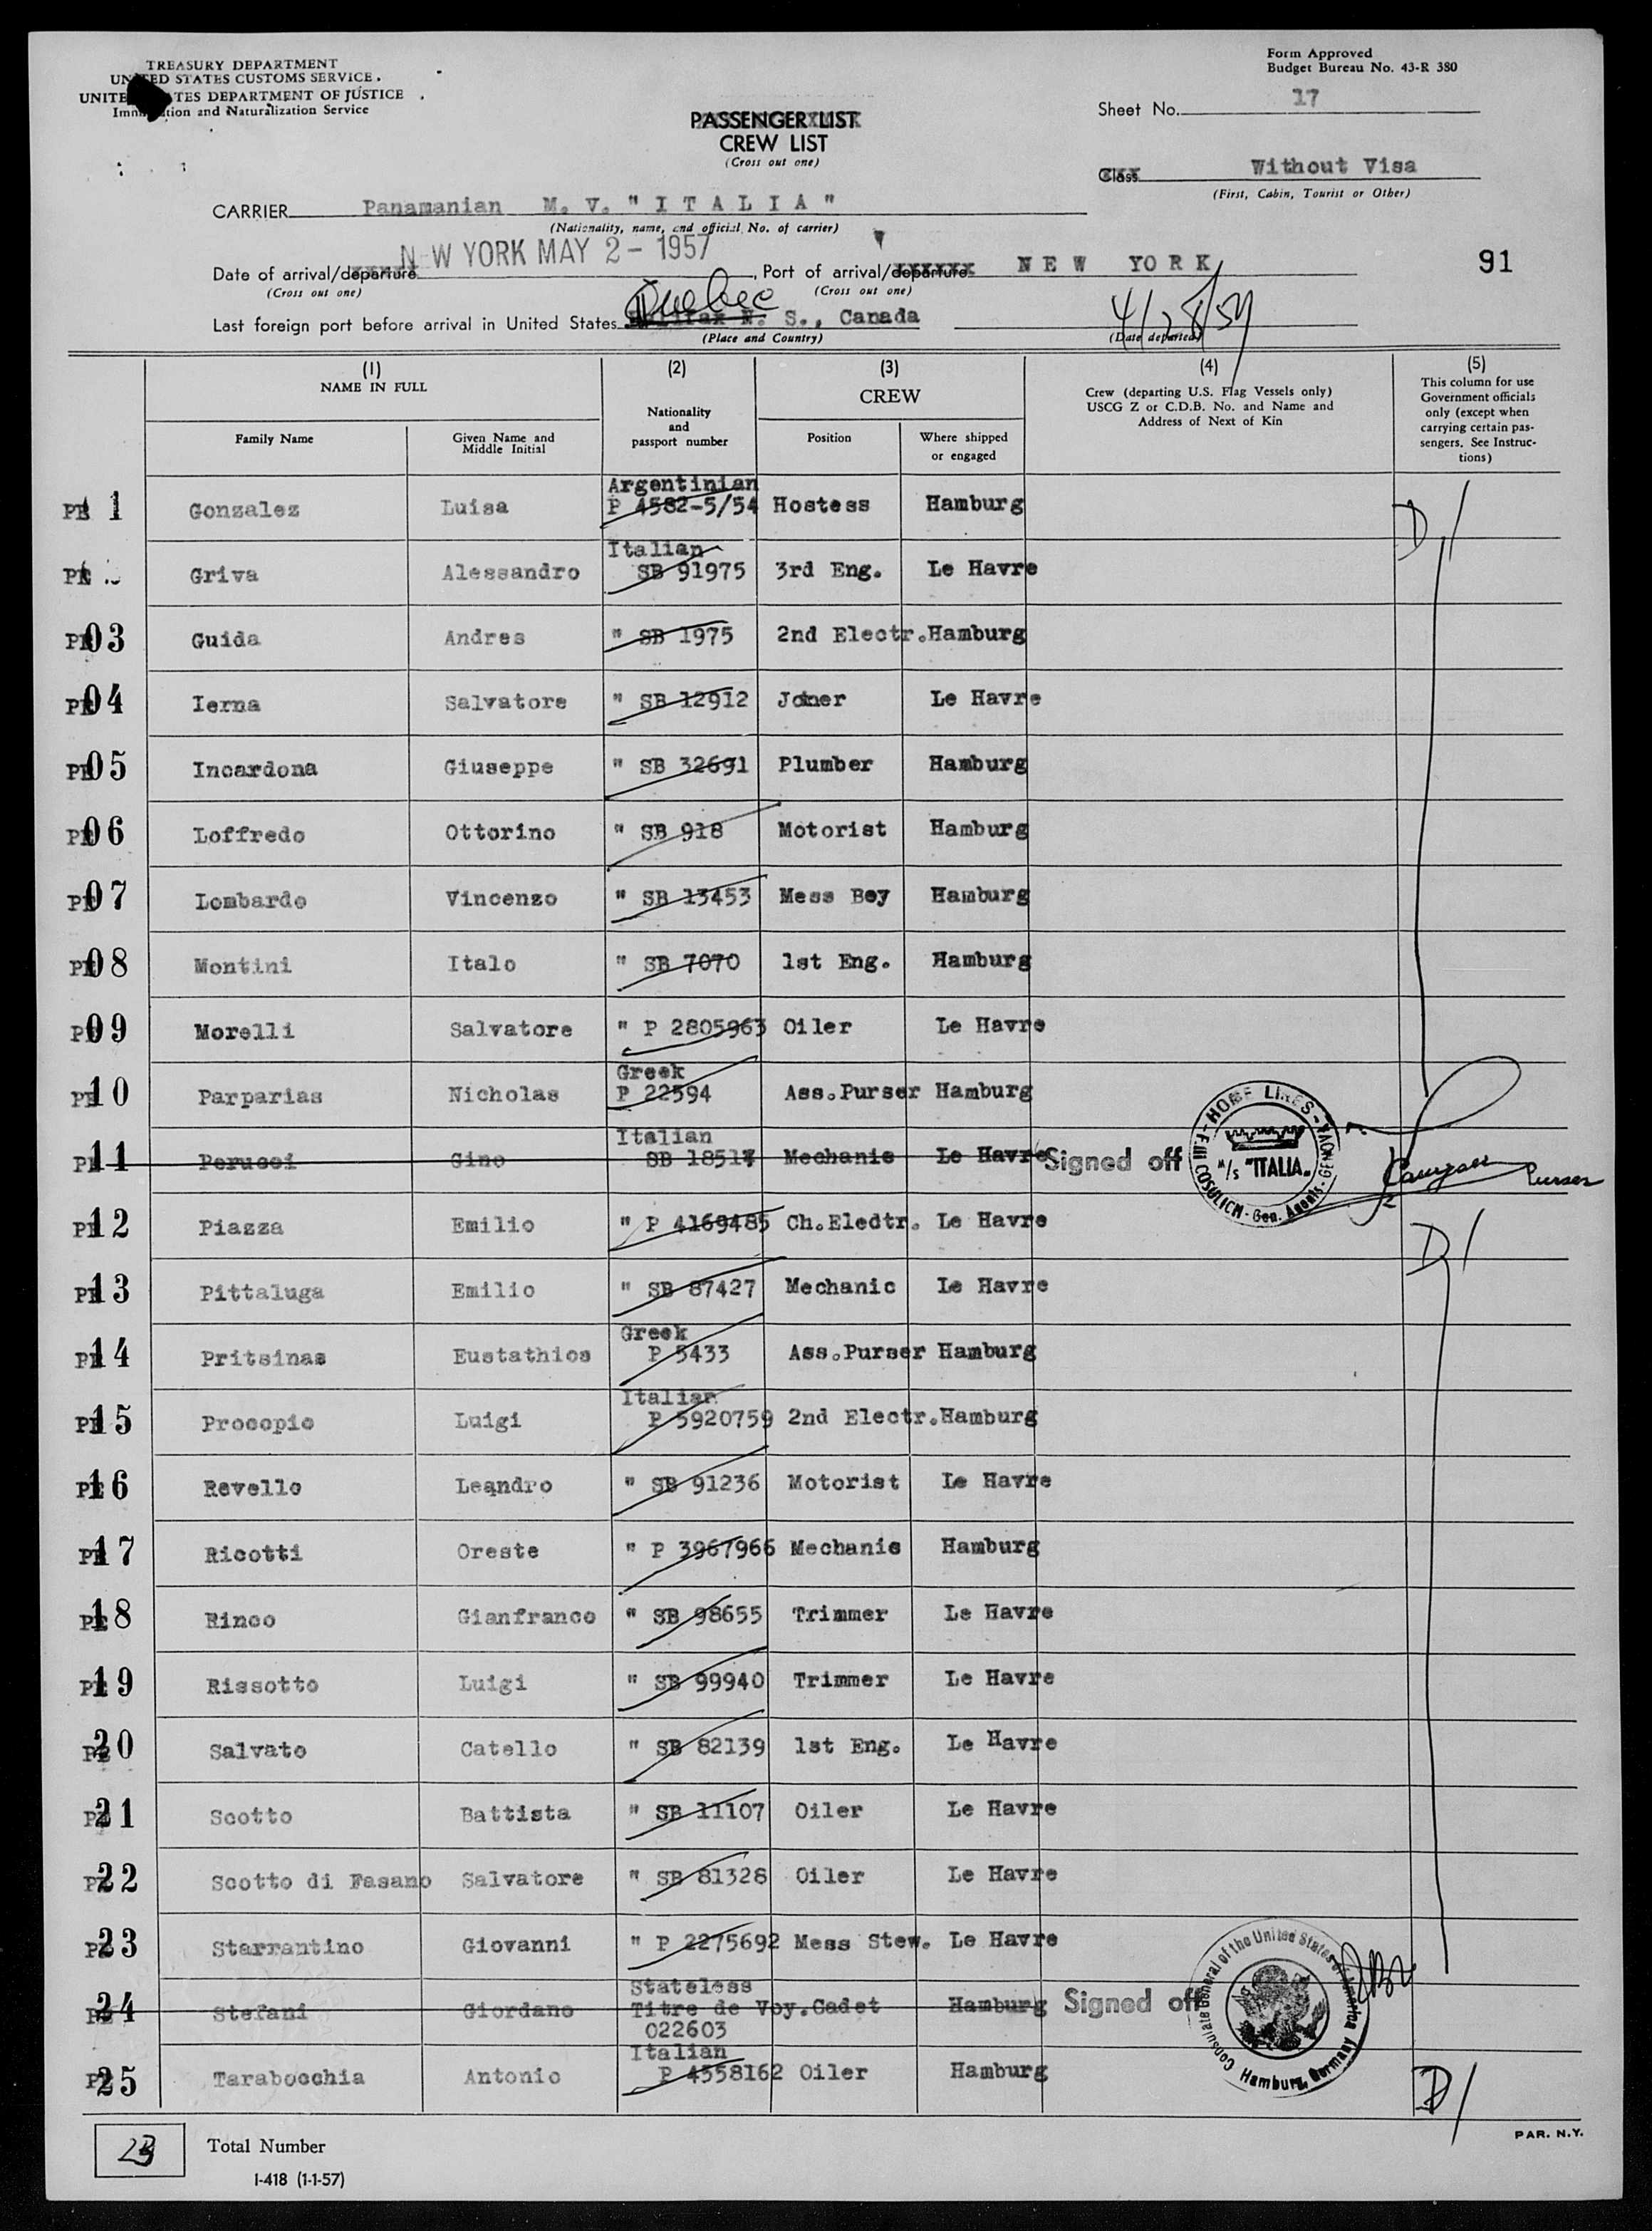 TREASURY DEPARTMENT
UNITED STATES CUSTOMS SERVICE.
UNITED STATES DEPARTMENT OF JUSTICE
Immigration and Naturalization Service
Form Approved
Budget Bureau No. 43-R 380
Sheet No. 17
PASSENGER LIST
CREW LIST
(Cross out one)
Class Without Visa
(First, Cabin, Tourist or Other)
CARRIER Panamanian M. V. "ITALIA"
(Nationality, name, and official No. of carrier)
N W YORK MAY 2 - 1957
91
Date of arrival/departure , Port of arrival/departure NEW YORK
(Cross out one) (Cross out one)
Quebec
Last foreign port before arrival in United States Halifax N. S., Canada 4/28/57
(Place and Country) (Date departed)
(1) (2) (3) (4) (5)
NAME IN FULL
Nationality and passport number
CREW
Crew (departing U.S. Flag Vessels only) USCG Z or C.D.B. No. and Name and Address of Next of Kin
This column for use Government officials only (except when carrying certain passengers. See Instructions)
Family Name Given Name and Middle Initial Position Where shipped or engaged
Argentinian
1 Gonzalez Luisa P 4582-5/54 Hostess Hamburg D/
Italian
Griva Alessandro SB 91975 3rd Eng. Le Havre
03 Guida Andres " SB 1975 2nd Electr. Hamburg
04 Ierna Salvatore " SB 12912 Joiner Le Havre
05 Incardona Giuseppe " SB 32691 Plumber Hamburg
06 Loffredo Ottorino " SB 918 Motorist Hamburg
07 Lombardo Vincenzo " SB 13453 Mess Boy Hamburg
08 Montini Italo " SB 7070 1st Eng. Hamburg
09 Morelli Salvatore " P 2805963 Oiler Le Havre
Greek
10 Parparias Nicholas P 22594 Ass.Purser Hamburg
Italian
11 Perucci Gino SB 18517 Mechanic Le Havre Signed off
HOME LINES - GENOVA
M/s "ITALIA"
F.lli COSULICH - Gen. Agents
Purser
12 Piazza Emilio " P 4169485 Ch.Eledtr. Le Havre D/
13 Pittaluga Emilio " SB 87427 Mechanic Le Havre
Greek
14 Pritsinas Eustathios P 5433 Ass.Purser Hamburg
Italian
15 Procopio Luigi P 5920759 2nd Electr. Hamburg
16 Revello Leandro " SB 91236 Motorist Le Havre
17 Ricotti Oreste " P 3967966 Mechanic Hamburg
18 Rinco Gianfranco " SB 98655 Trimmer Le Havre
19 Rissotto Luigi " SB 99940 Trimmer Le Havre
20 Salvato Catello " SB 82139 1st Eng. Le Havre
21 Scotto Battista " SB 11107 Oiler Le Havre
22 Scotto di Fasano Salvatore " SB 81328 Oiler Le Havre
23 Starrantino Giovanni " P 2275692 Mess Stew. Le Havre
Stateless
24 Stefani Giordano Titre de Voy. Cadet Hamburg Signed off
022603
Consulate General of the United States of America
Hamburg, Germany
Italian
25 Tarabocchia Antonio P 4558162 Oiler Hamburg D/
23 Total Number
I-418 (1-1-57)
PAR. N.Y.